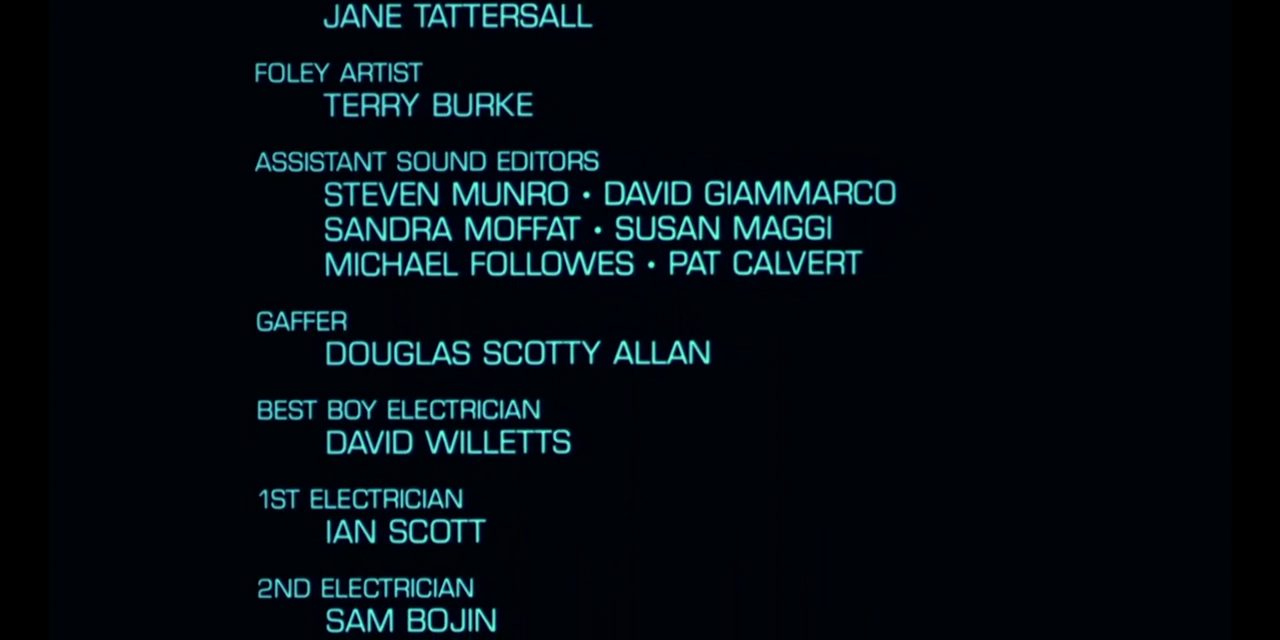 JANE TATTERSALL
FOLEY ARTIST
TERRY BURKE
ASSISTANT SOUND EDITORS
STEVEN MUNRO • DAVID GIAMMARCO
SANDRA MOFFAT • SUSAN MAGGI
MICHAEL FOLLOWES • PAT CALVERT
GAFFER
DOUGLAS SCOTTY ALLAN
BEST BOY ELECTRICIAN
DAVID WILLETTS
1ST ELECTRICIAN
IAN SCOTT
2ND ELECTRICIAN
SAM BOJIN